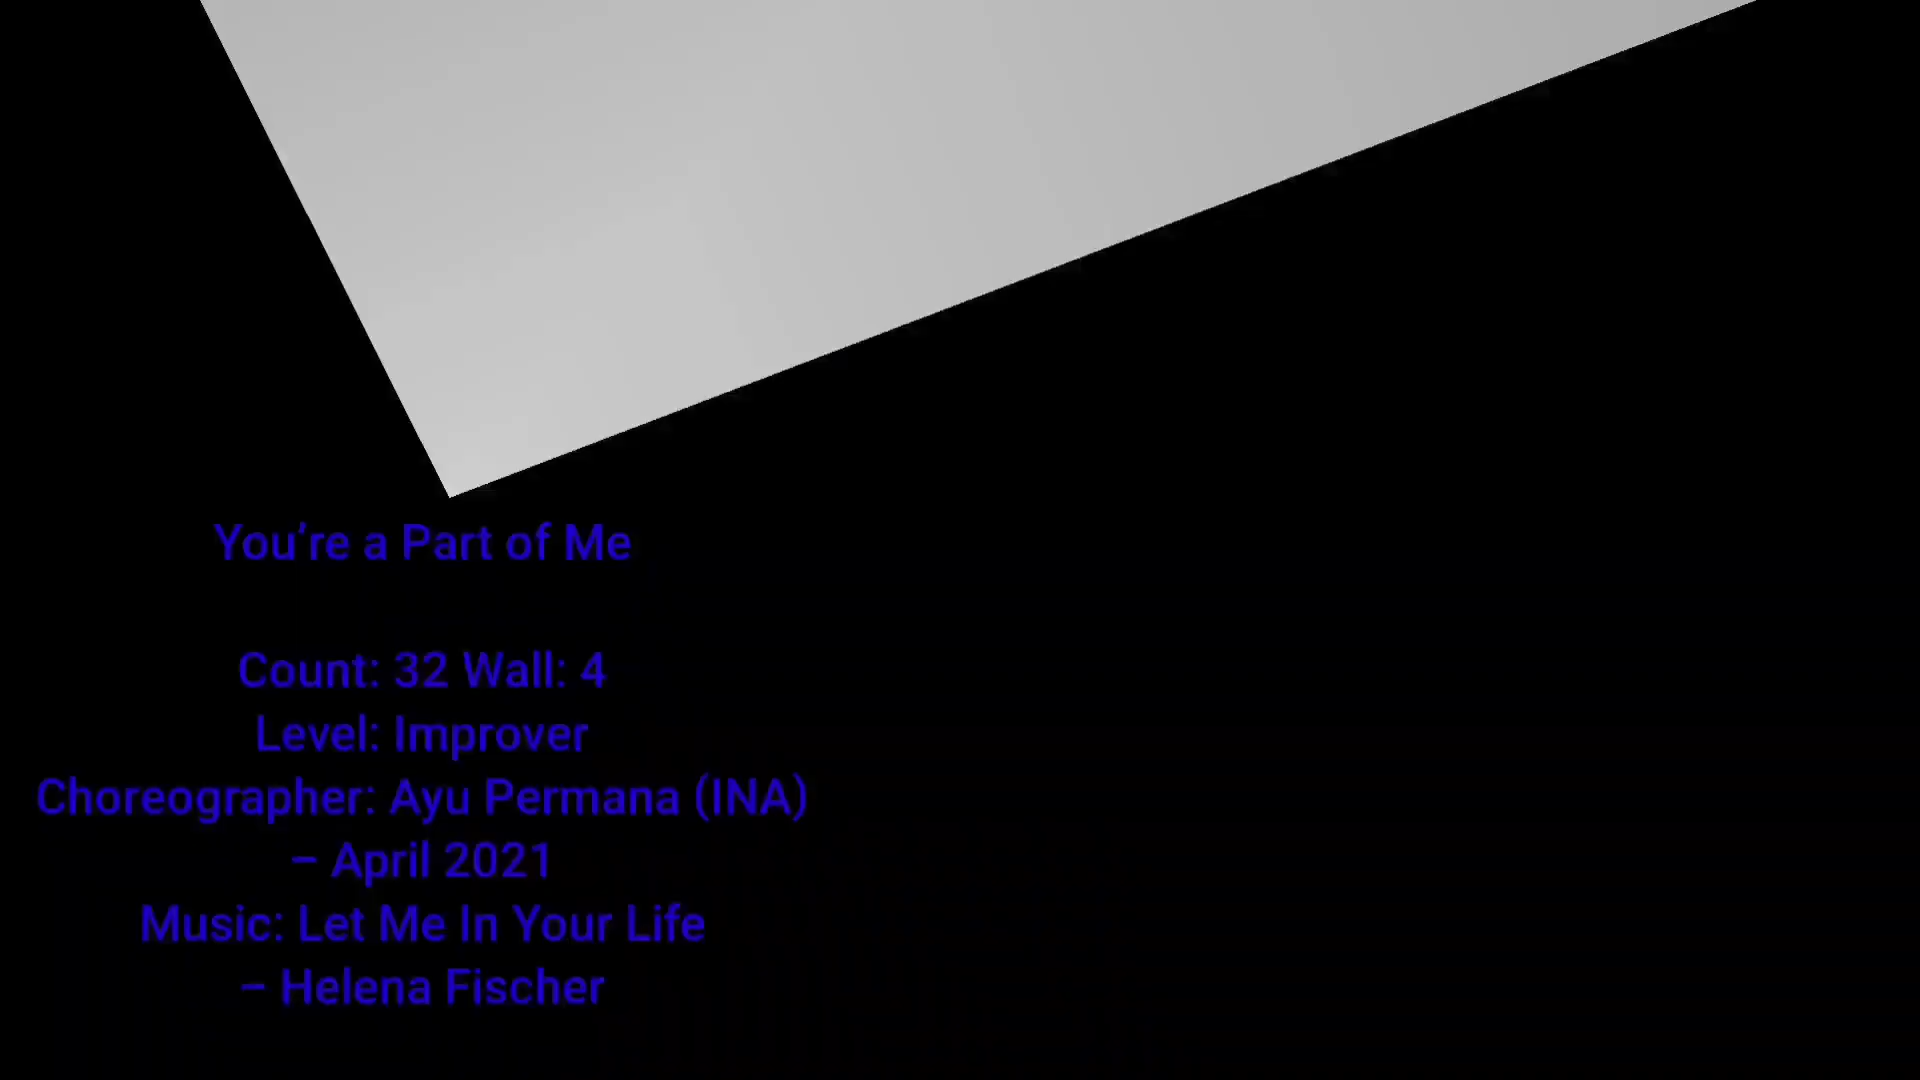 You’re a Part of Me
Count: 32 Wall: 4
Level: Improver
Choreographer: Ayu Permana (INA)
– April 2021
Music: Let Me In Your Life
– Helena Fischer